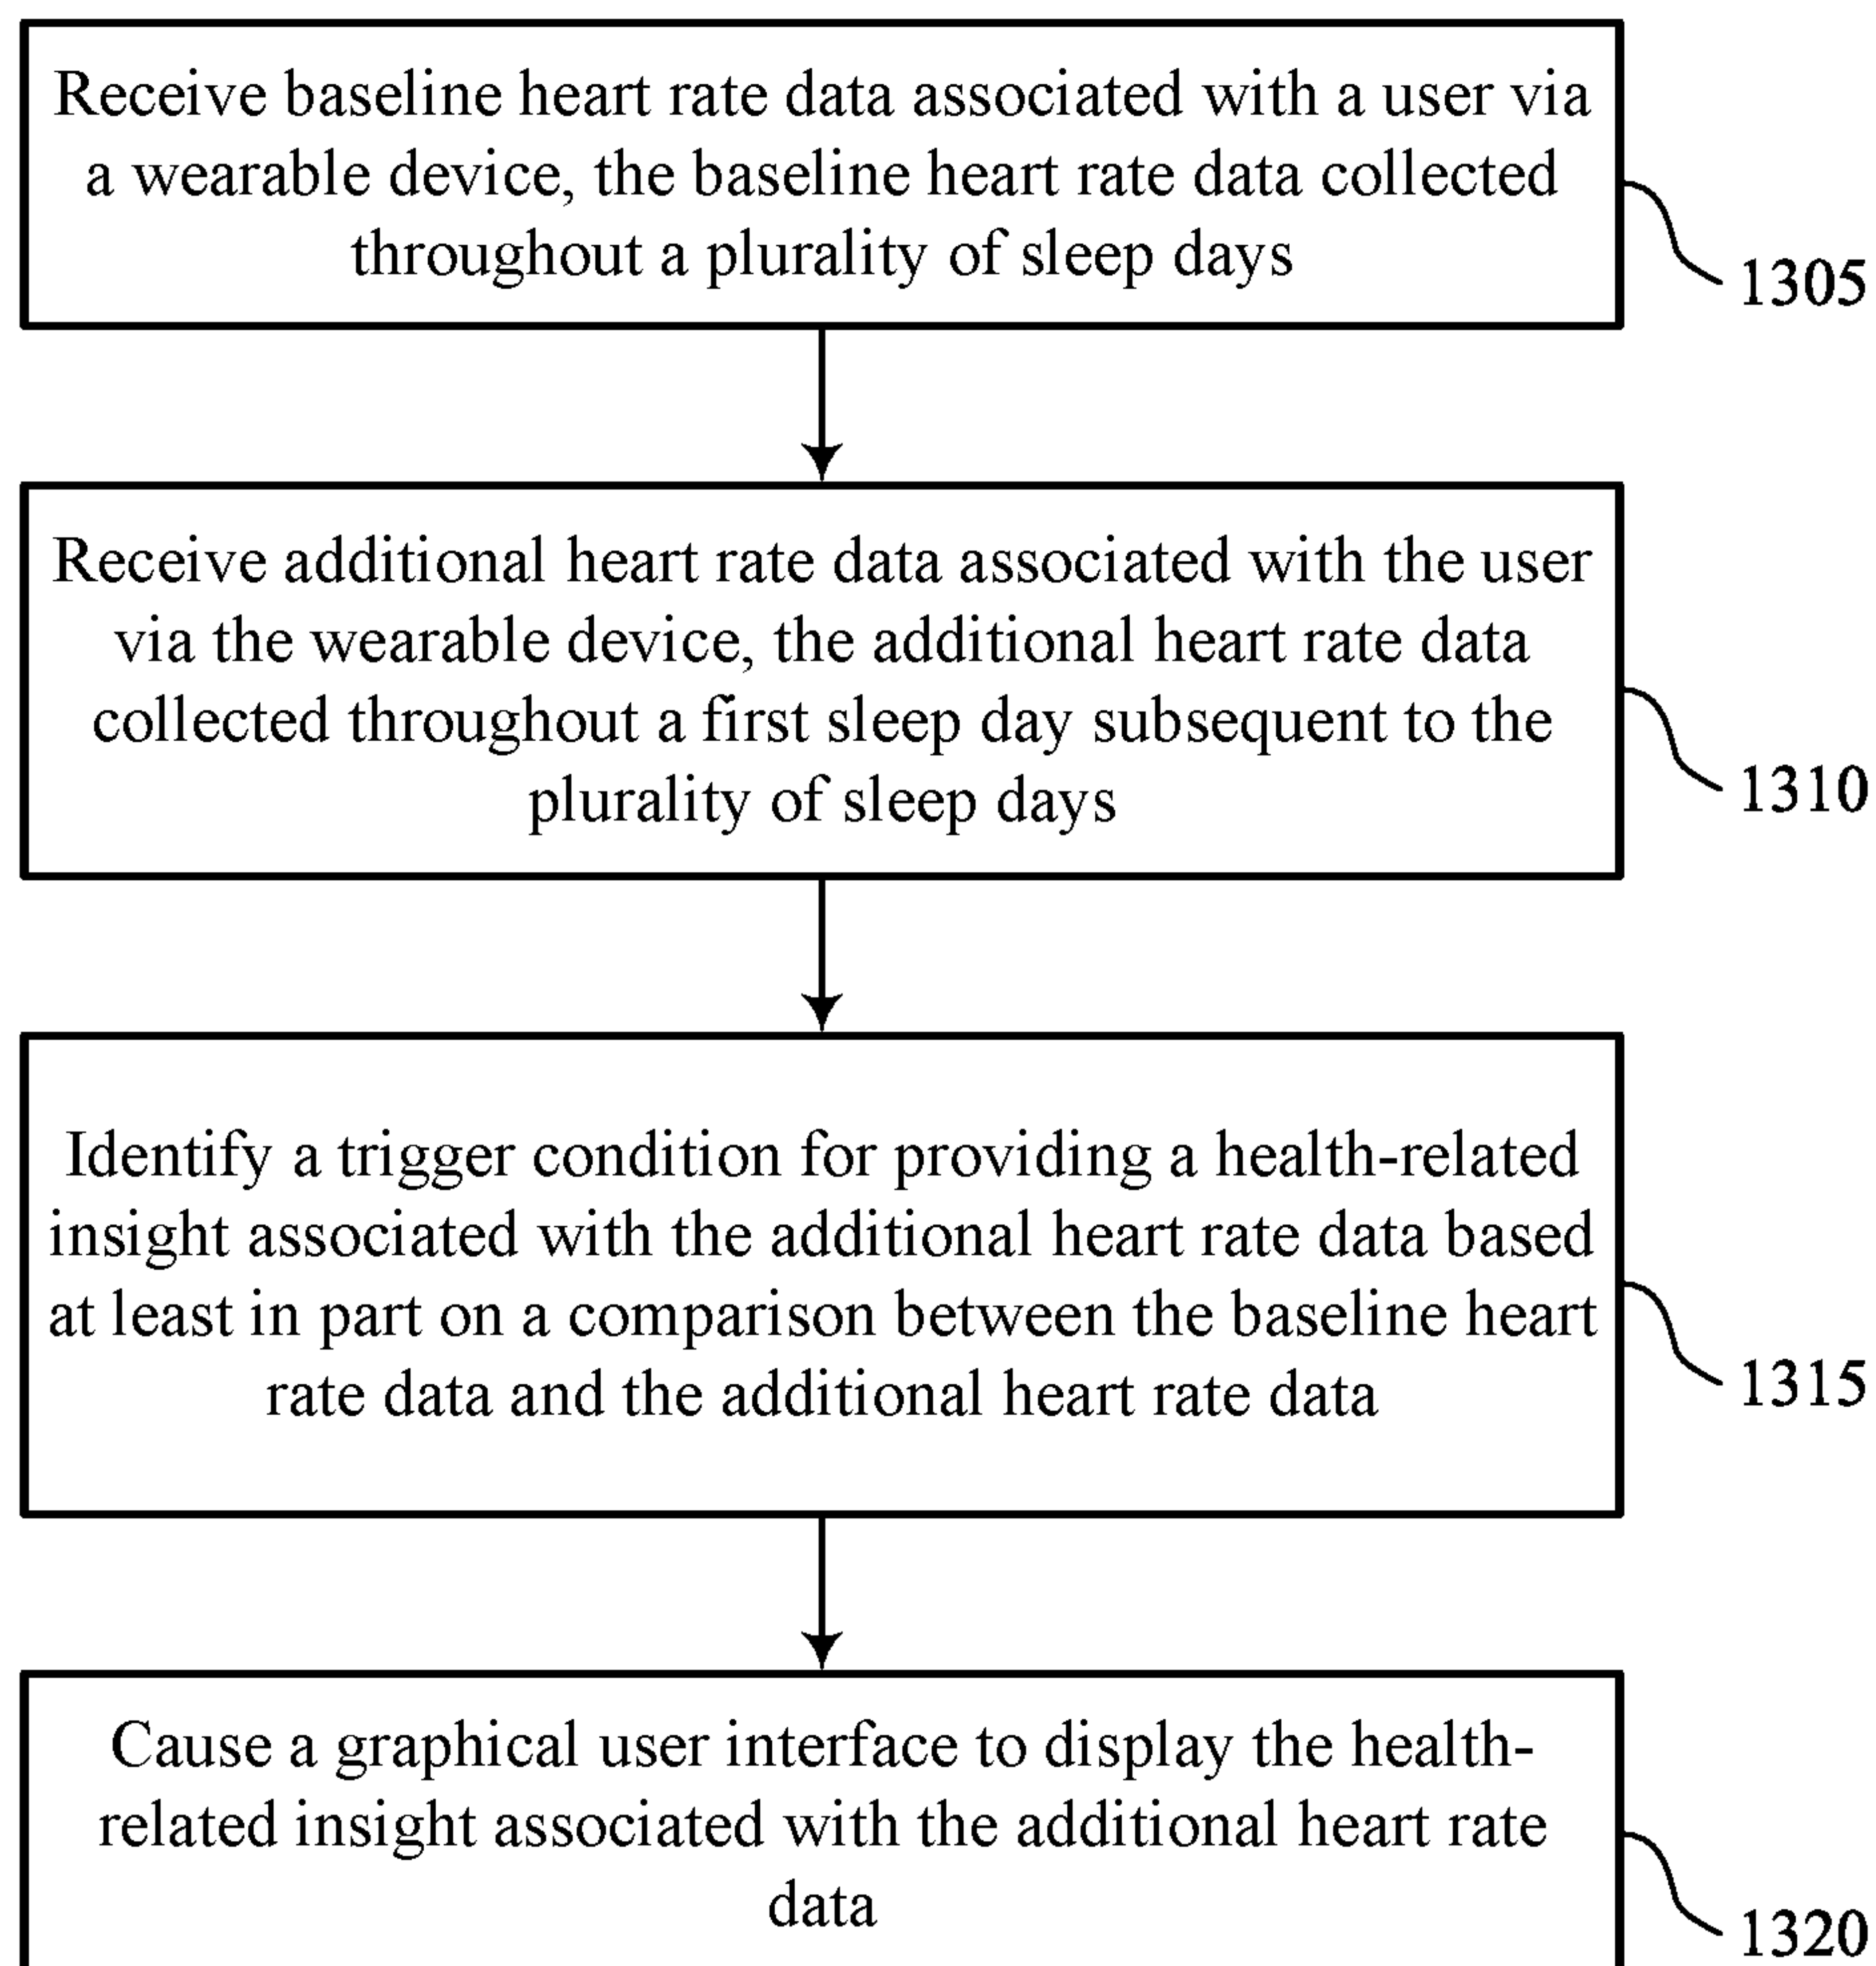 Receive baseline heart rate data associated with a user via
a wearable device, the baseline heart rate data collected
throughout a plurality of sleep days
1305
Receive additional heart rate data associated with the user
via the wearable device, the additional heart rate data
collected throughout a first sleep day subsequent to the
plurality of sleep days
1310
Identify a trigger condition for providing a health-related
insight associated with the additional heart rate data based
at least in part on a comparison between the baseline heart
rate data and the additional heart rate data
1315
Cause a graphical user interface to display the health-
related insight associated with the additional heart rate
data
1320